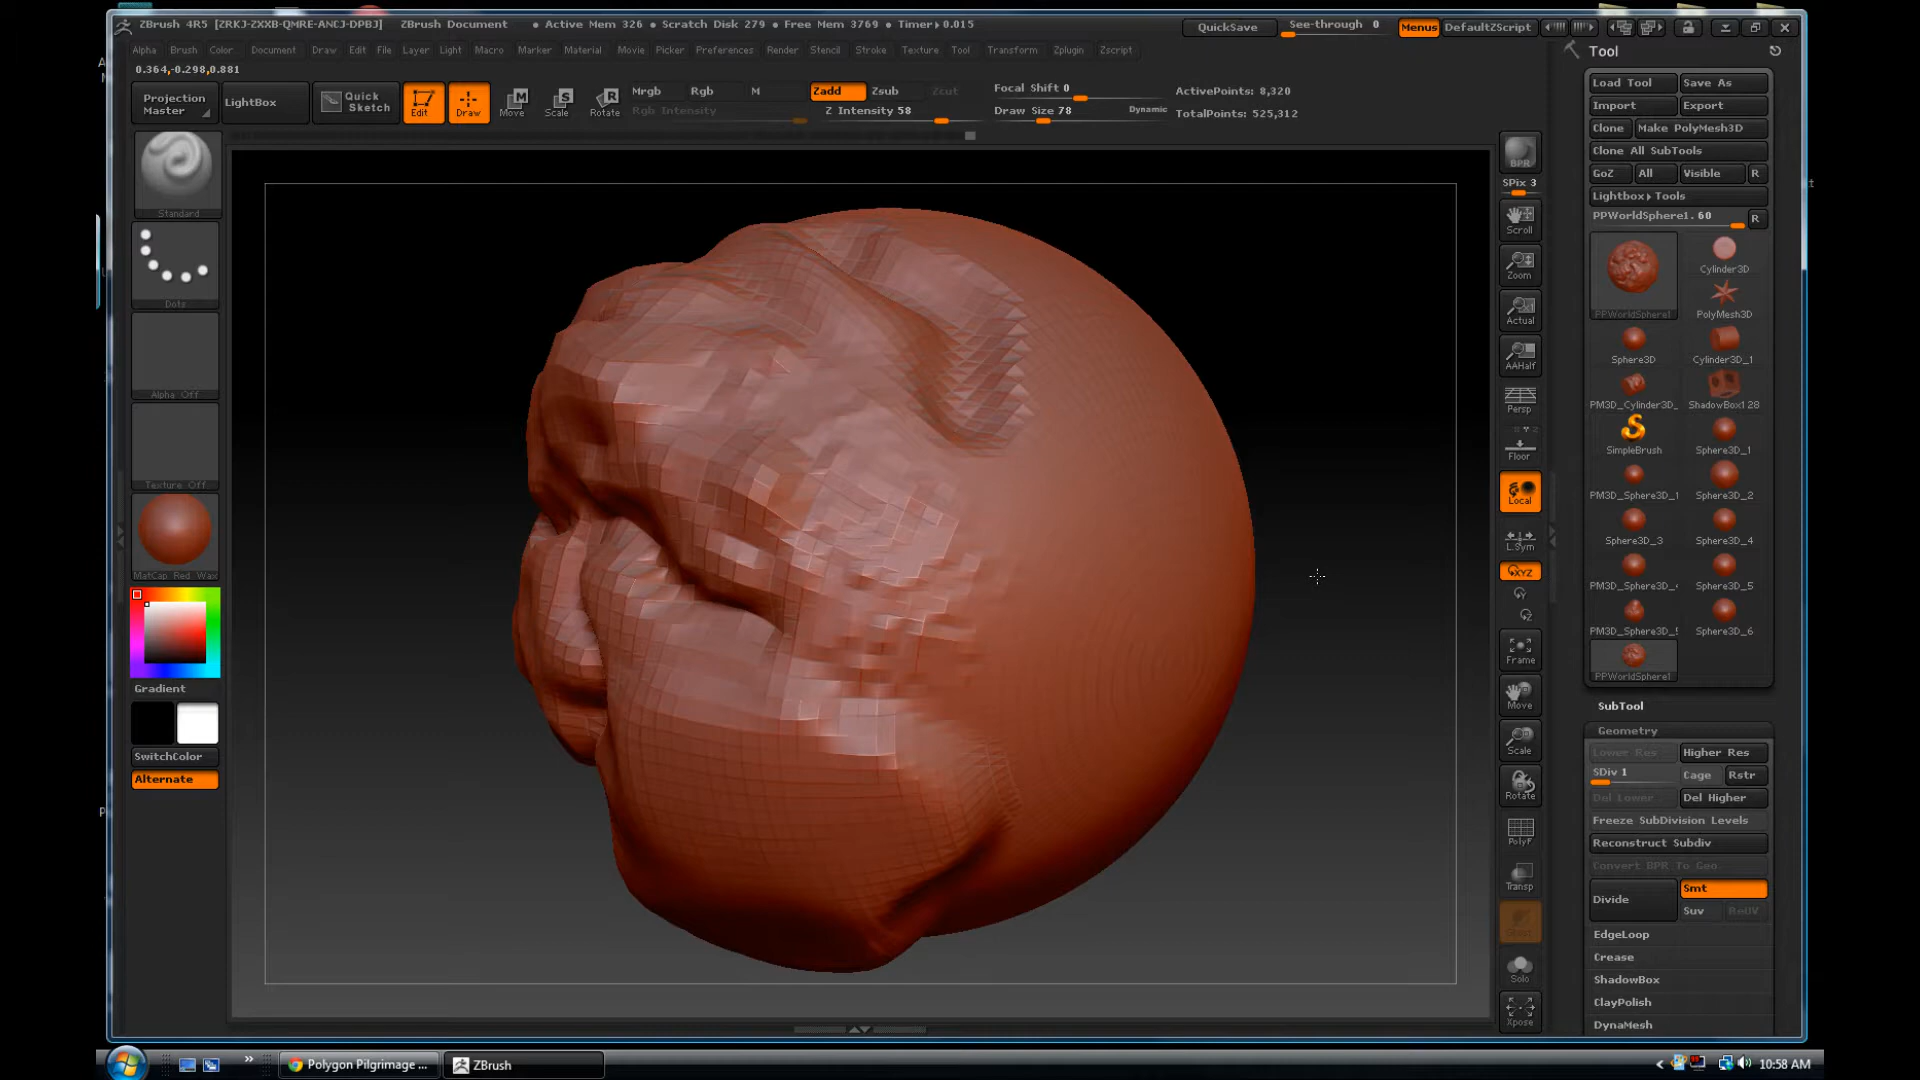 ZBrush 4R5 [ZRKJ-ZXXB-QMRE-ANCJ-DPBJ] ZBrush Document • Active Mem 326 • Scratch Disk 279 • Free Mem 3769 • Timer▸0.015 QuickSave See-through 0 Menus DefaultZScript
Alpha Brush Color Document Draw Edit File Layer Light Macro Marker Material Movie Picker Preferences Render Stencil Stroke Texture Tool Transform Zplugin Zscript
0.364,-0.298,0.881
Projection Master
LightBox
Quick Sketch
Edit
Draw
Move
Scale
Rotate
Mrgb Rgb M
Rgb Intensity
Zadd Zsub Zcut
Z Intensity 58
Focal Shift 0
Draw Size 78
Dynamic
ActivePoints: 8,320
TotalPoints: 525,312
Standard
Dots
Alpha Off
Texture Off
MatCap Red Wax
Gradient
SwitchColor
Alternate
BPR
SPix 3
Scroll
Zoom
Actual
AAHalf
Persp
Floor
Local
L.Sym
XYZ
Frame
Move
Scale
Rotate
PolyF
Transp
Solo
Xpose
Tool
Load Tool Save As
Import Export
Clone Make PolyMesh3D
Clone All SubTools
GoZ All Visible R
Lightbox▸Tools
PPWorldSphere1. 60 R
PPWorldSphere1
Cylinder3D
PolyMesh3D
Sphere3D Cylinder3D_1
PM3D_Cylinder3D_ ShadowBox128
SimpleBrush Sphere3D_1
PM3D_Sphere3D_1 Sphere3D_2
Sphere3D_3 Sphere3D_4
PM3D_Sphere3D_4 Sphere3D_5
PM3D_Sphere3D_5 Sphere3D_6
PPWorldSphere1
SubTool
Geometry
Lower Res Higher Res
SDiv 1 Cage Rstr
Del Lower Del Higher
Freeze SubDivision Levels
Reconstruct Subdiv
Convert BPR To Geo
Divide Smt
Suv ReUV
EdgeLoop
Crease
ShadowBox
ClayPolish
DynaMesh
Polygon Pilgrimage ...
ZBrush
10:58 AM